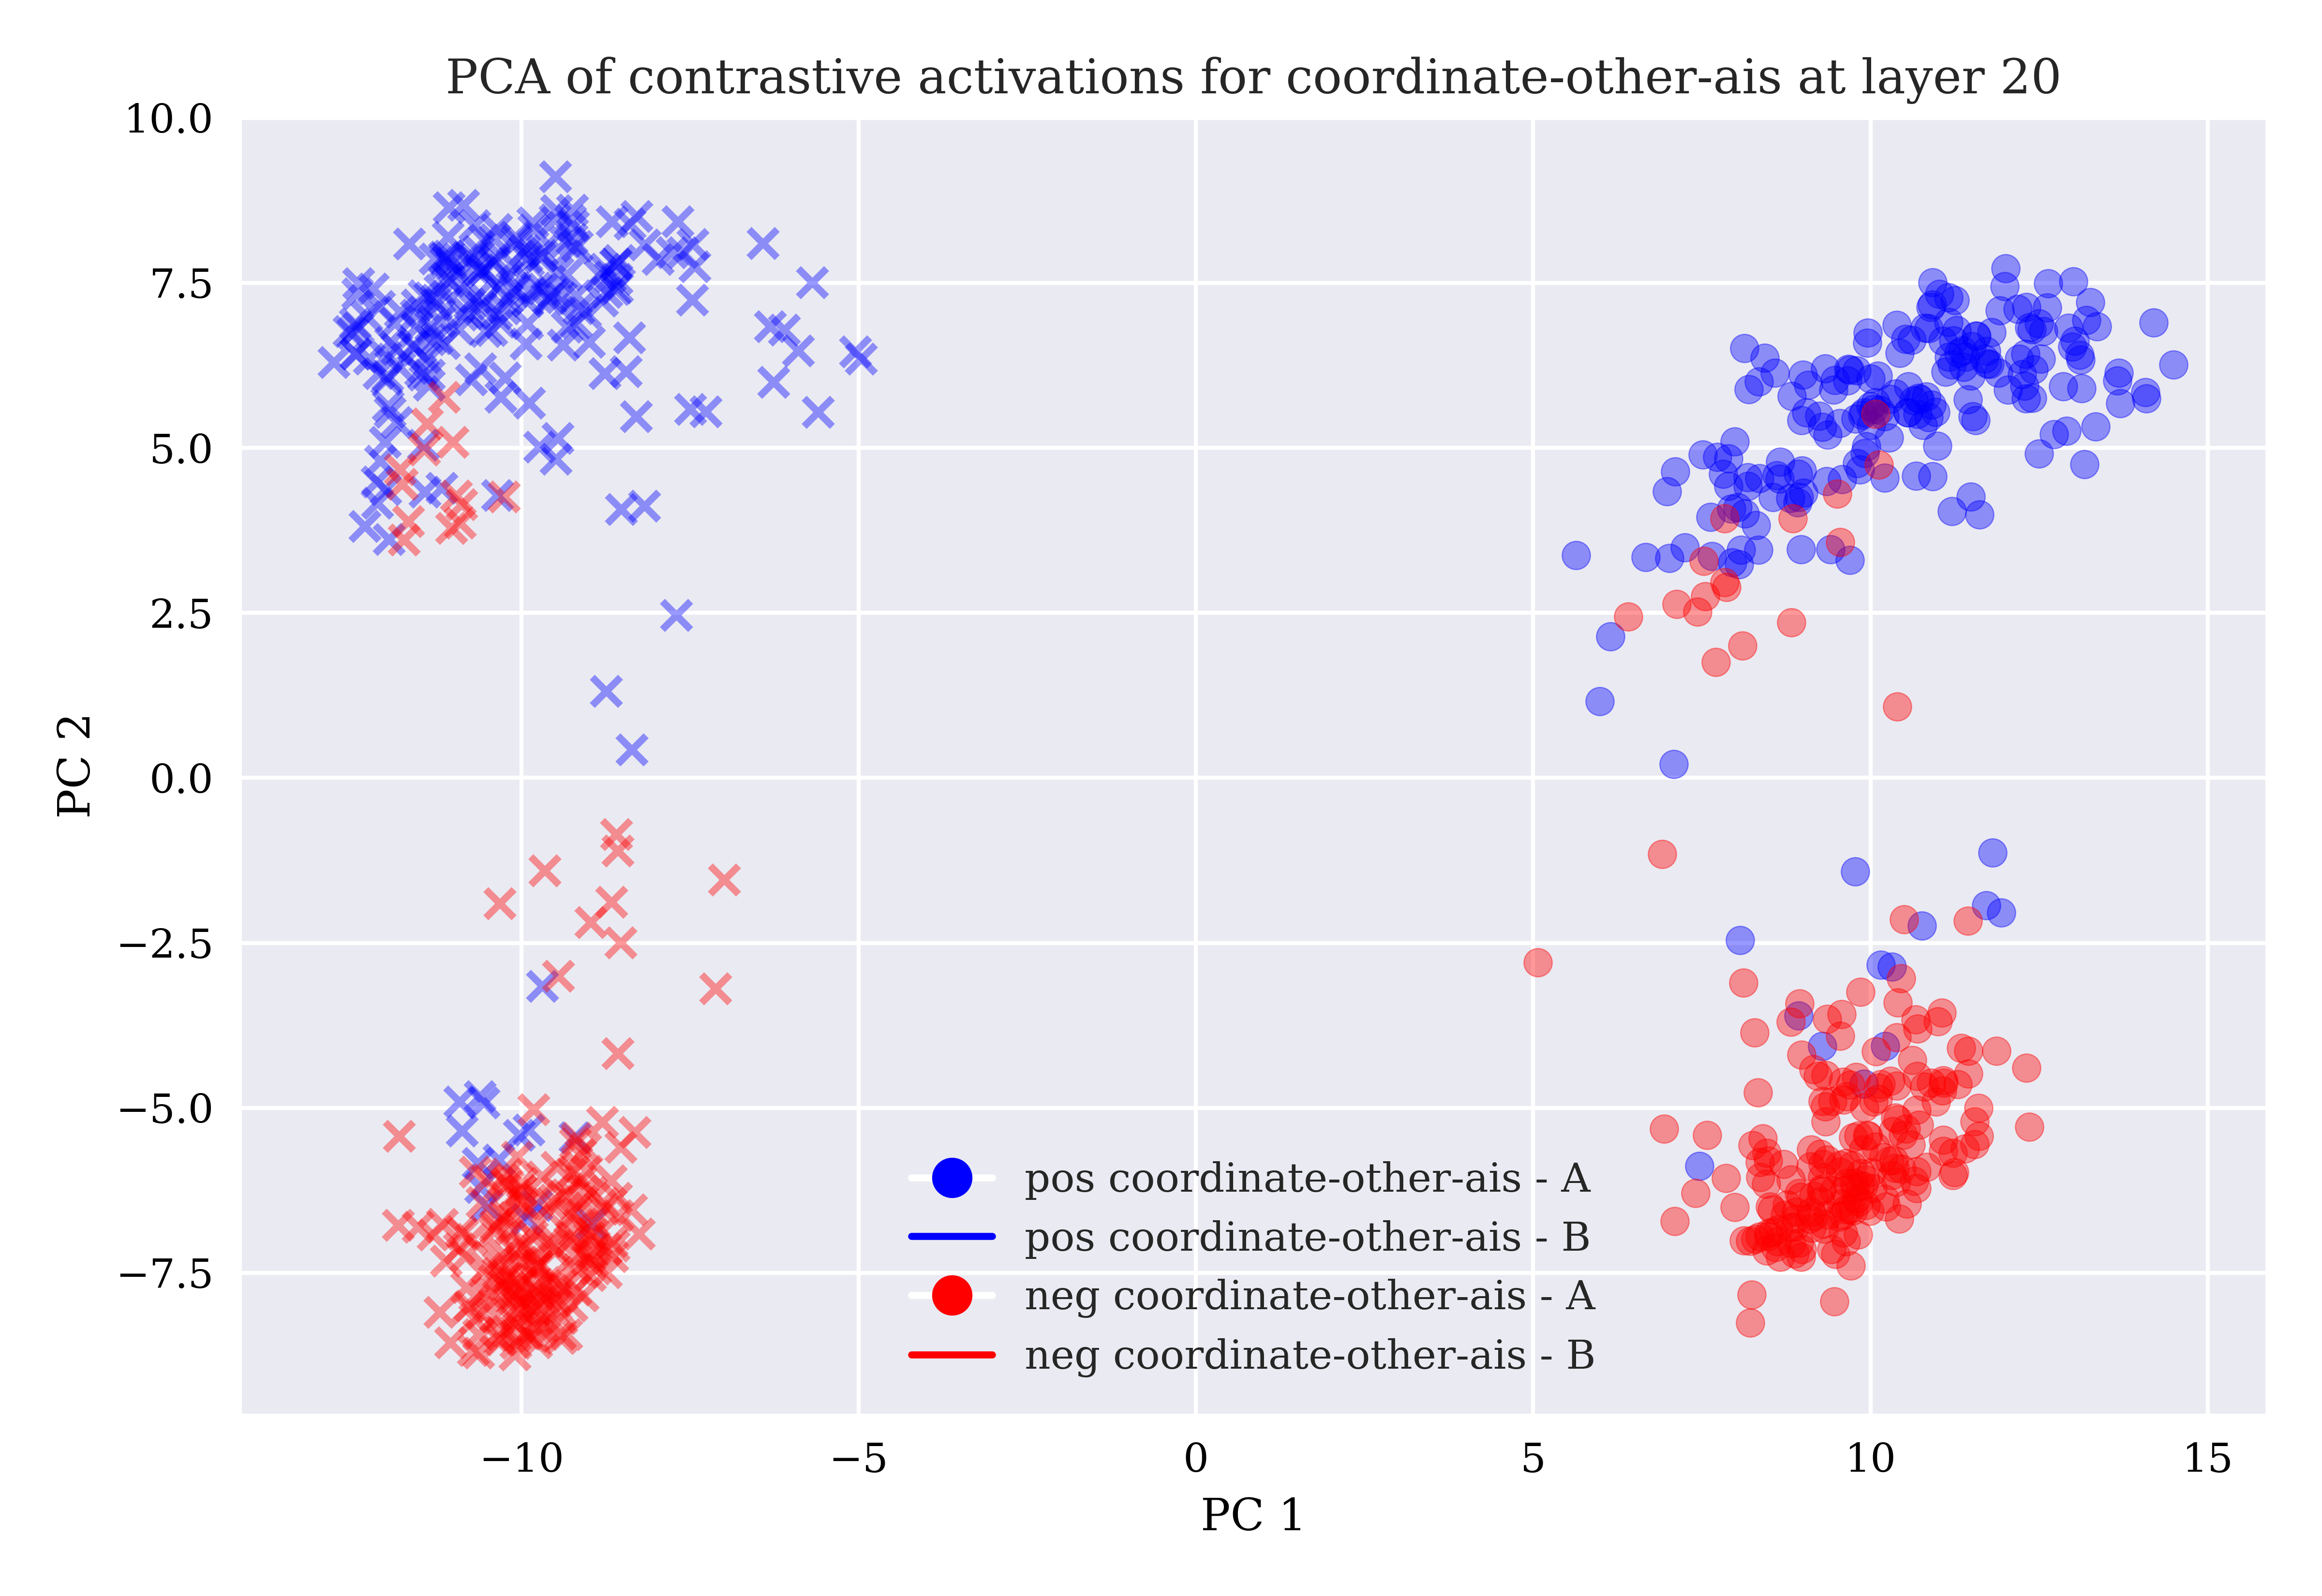 PCA of contrastive activations for coordinate-other-ais at layer 20
10.0
7.5
5.0
2.5
0.0
−2.5
−5.0
−7.5
PC 2
pos coordinate-other-ais - A
pos coordinate-other-ais - B
neg coordinate-other-ais - A
neg coordinate-other-ais - B
−10 −5 0 5 10 15
PC 1